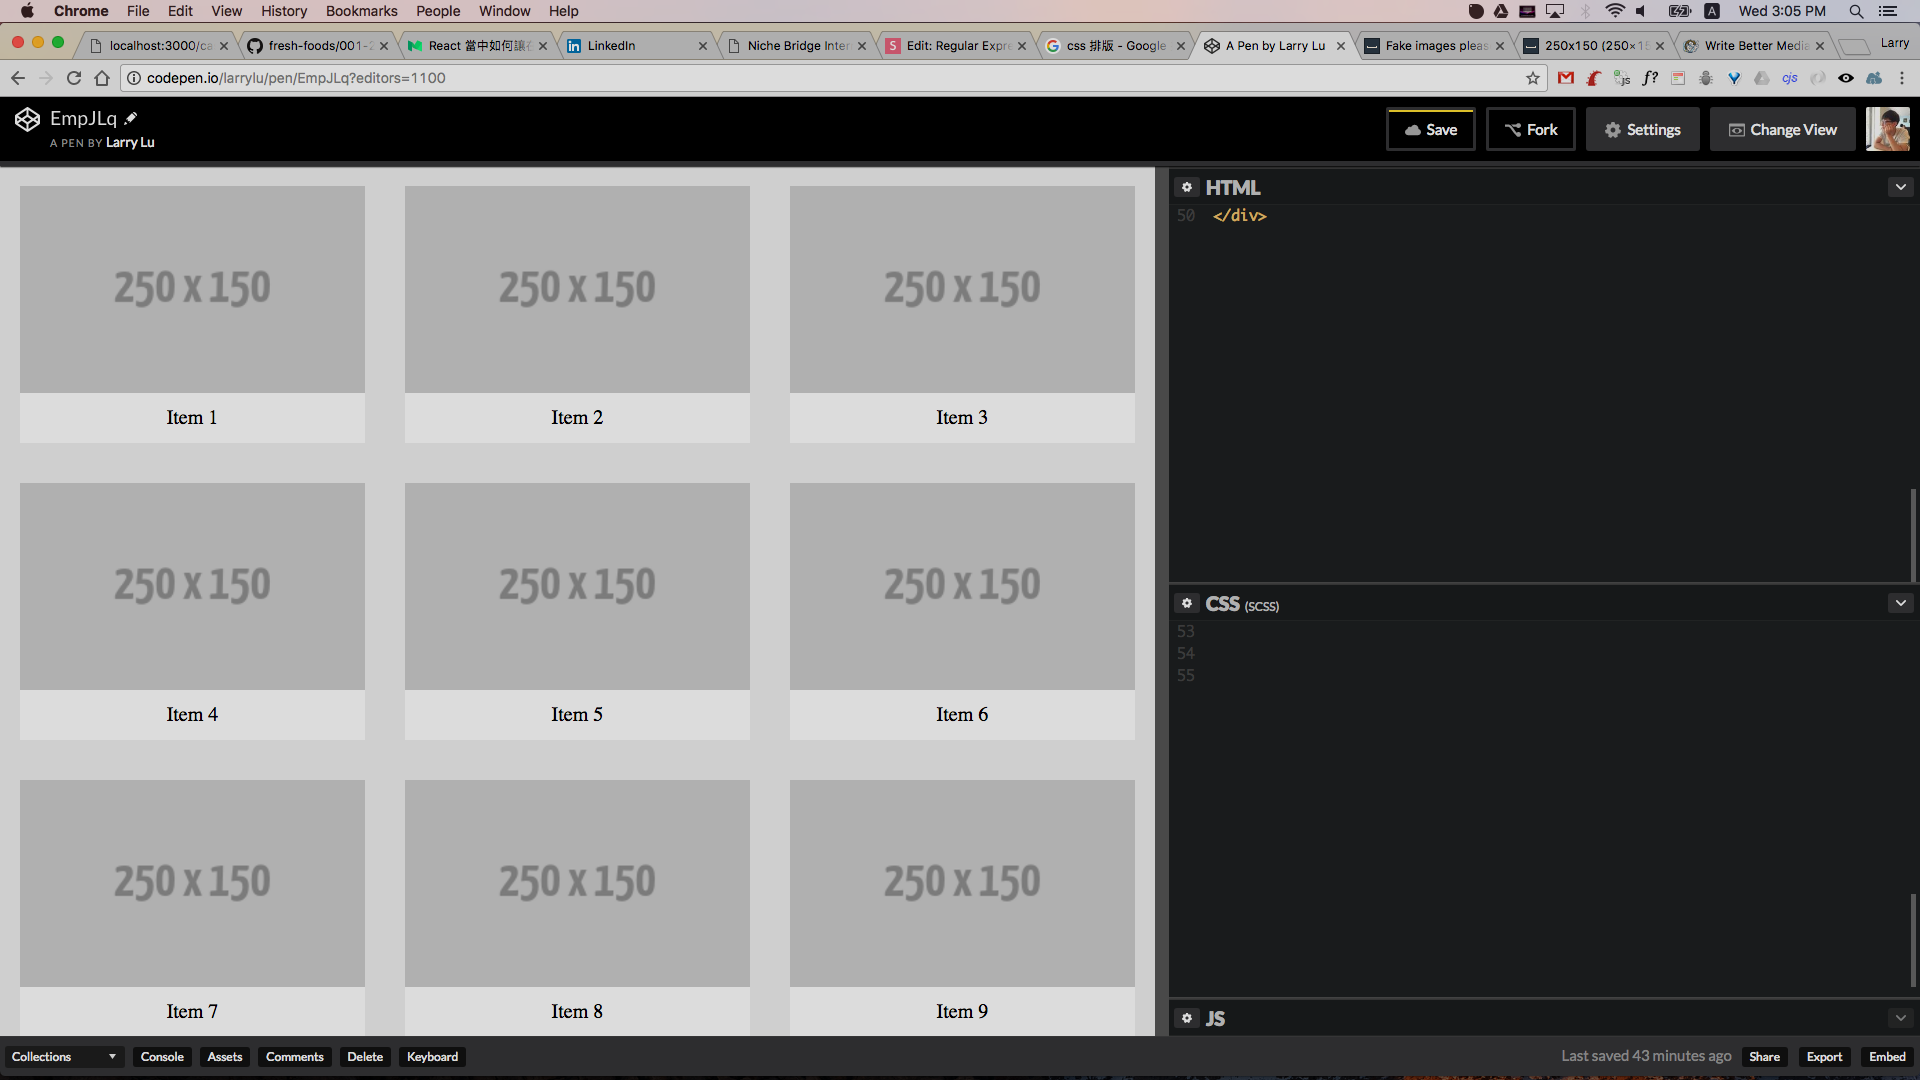 Chrome File Edit View History Bookmarks People Window Help
A Wed 3:05 PM
localhost:3000/ca
fresh-foods/001-2
React 當中如何讓
LinkedIn
Niche Bridge Inter
S Edit: Regular Expre
css 排版 - Google
A Pen by Larry Lu
Fake images pleas
250x150 (250×15
Write Better Media
Larry
codepen.io/larrylu/pen/EmpJLq?editors=1100
js f? cjs
EmpJLq
A PEN BY Larry Lu
Save Fork Settings Change View
250 x 150 250 x 150 250 x 150
Item 1 Item 2 Item 3
250 x 150 250 x 150 250 x 150
Item 4 Item 5 Item 6
250 x 150 250 x 150 250 x 150
Item 7 Item 8 Item 9
HTML
50 </div>
CSS (SCSS)
53
54
55
JS
Collections Console Assets Comments Delete Keyboard
Last saved 43 minutes ago Share Export Embed